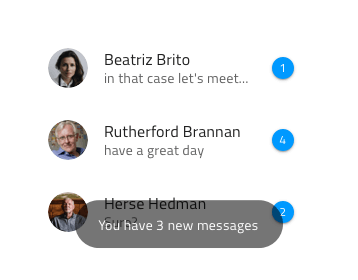 Beatriz Brito
in that case let's meet...
1
Rutherford Brannan
have a great day
4
Herse Hedman
2
You have 3 new messages